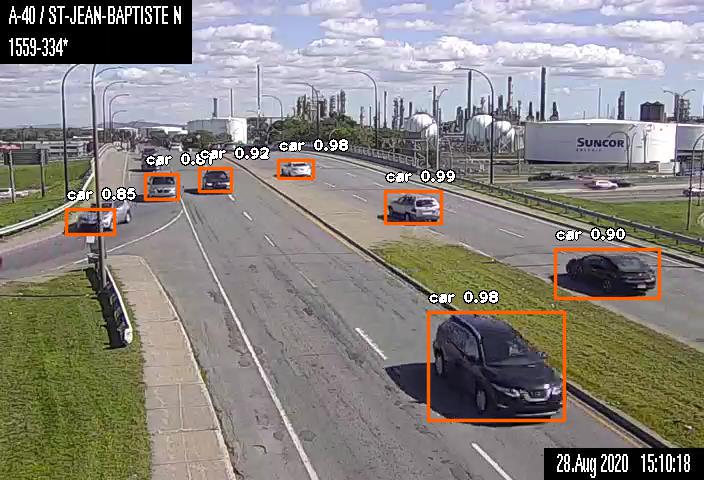 A-40 / ST-JEAN-BAPTISTE N
1559-334*
car 0.98
car 0.92
car 0.85
car 0.99
SUNCOR
car 0.90
car 0.98
28.Aug 2020 15:10:18